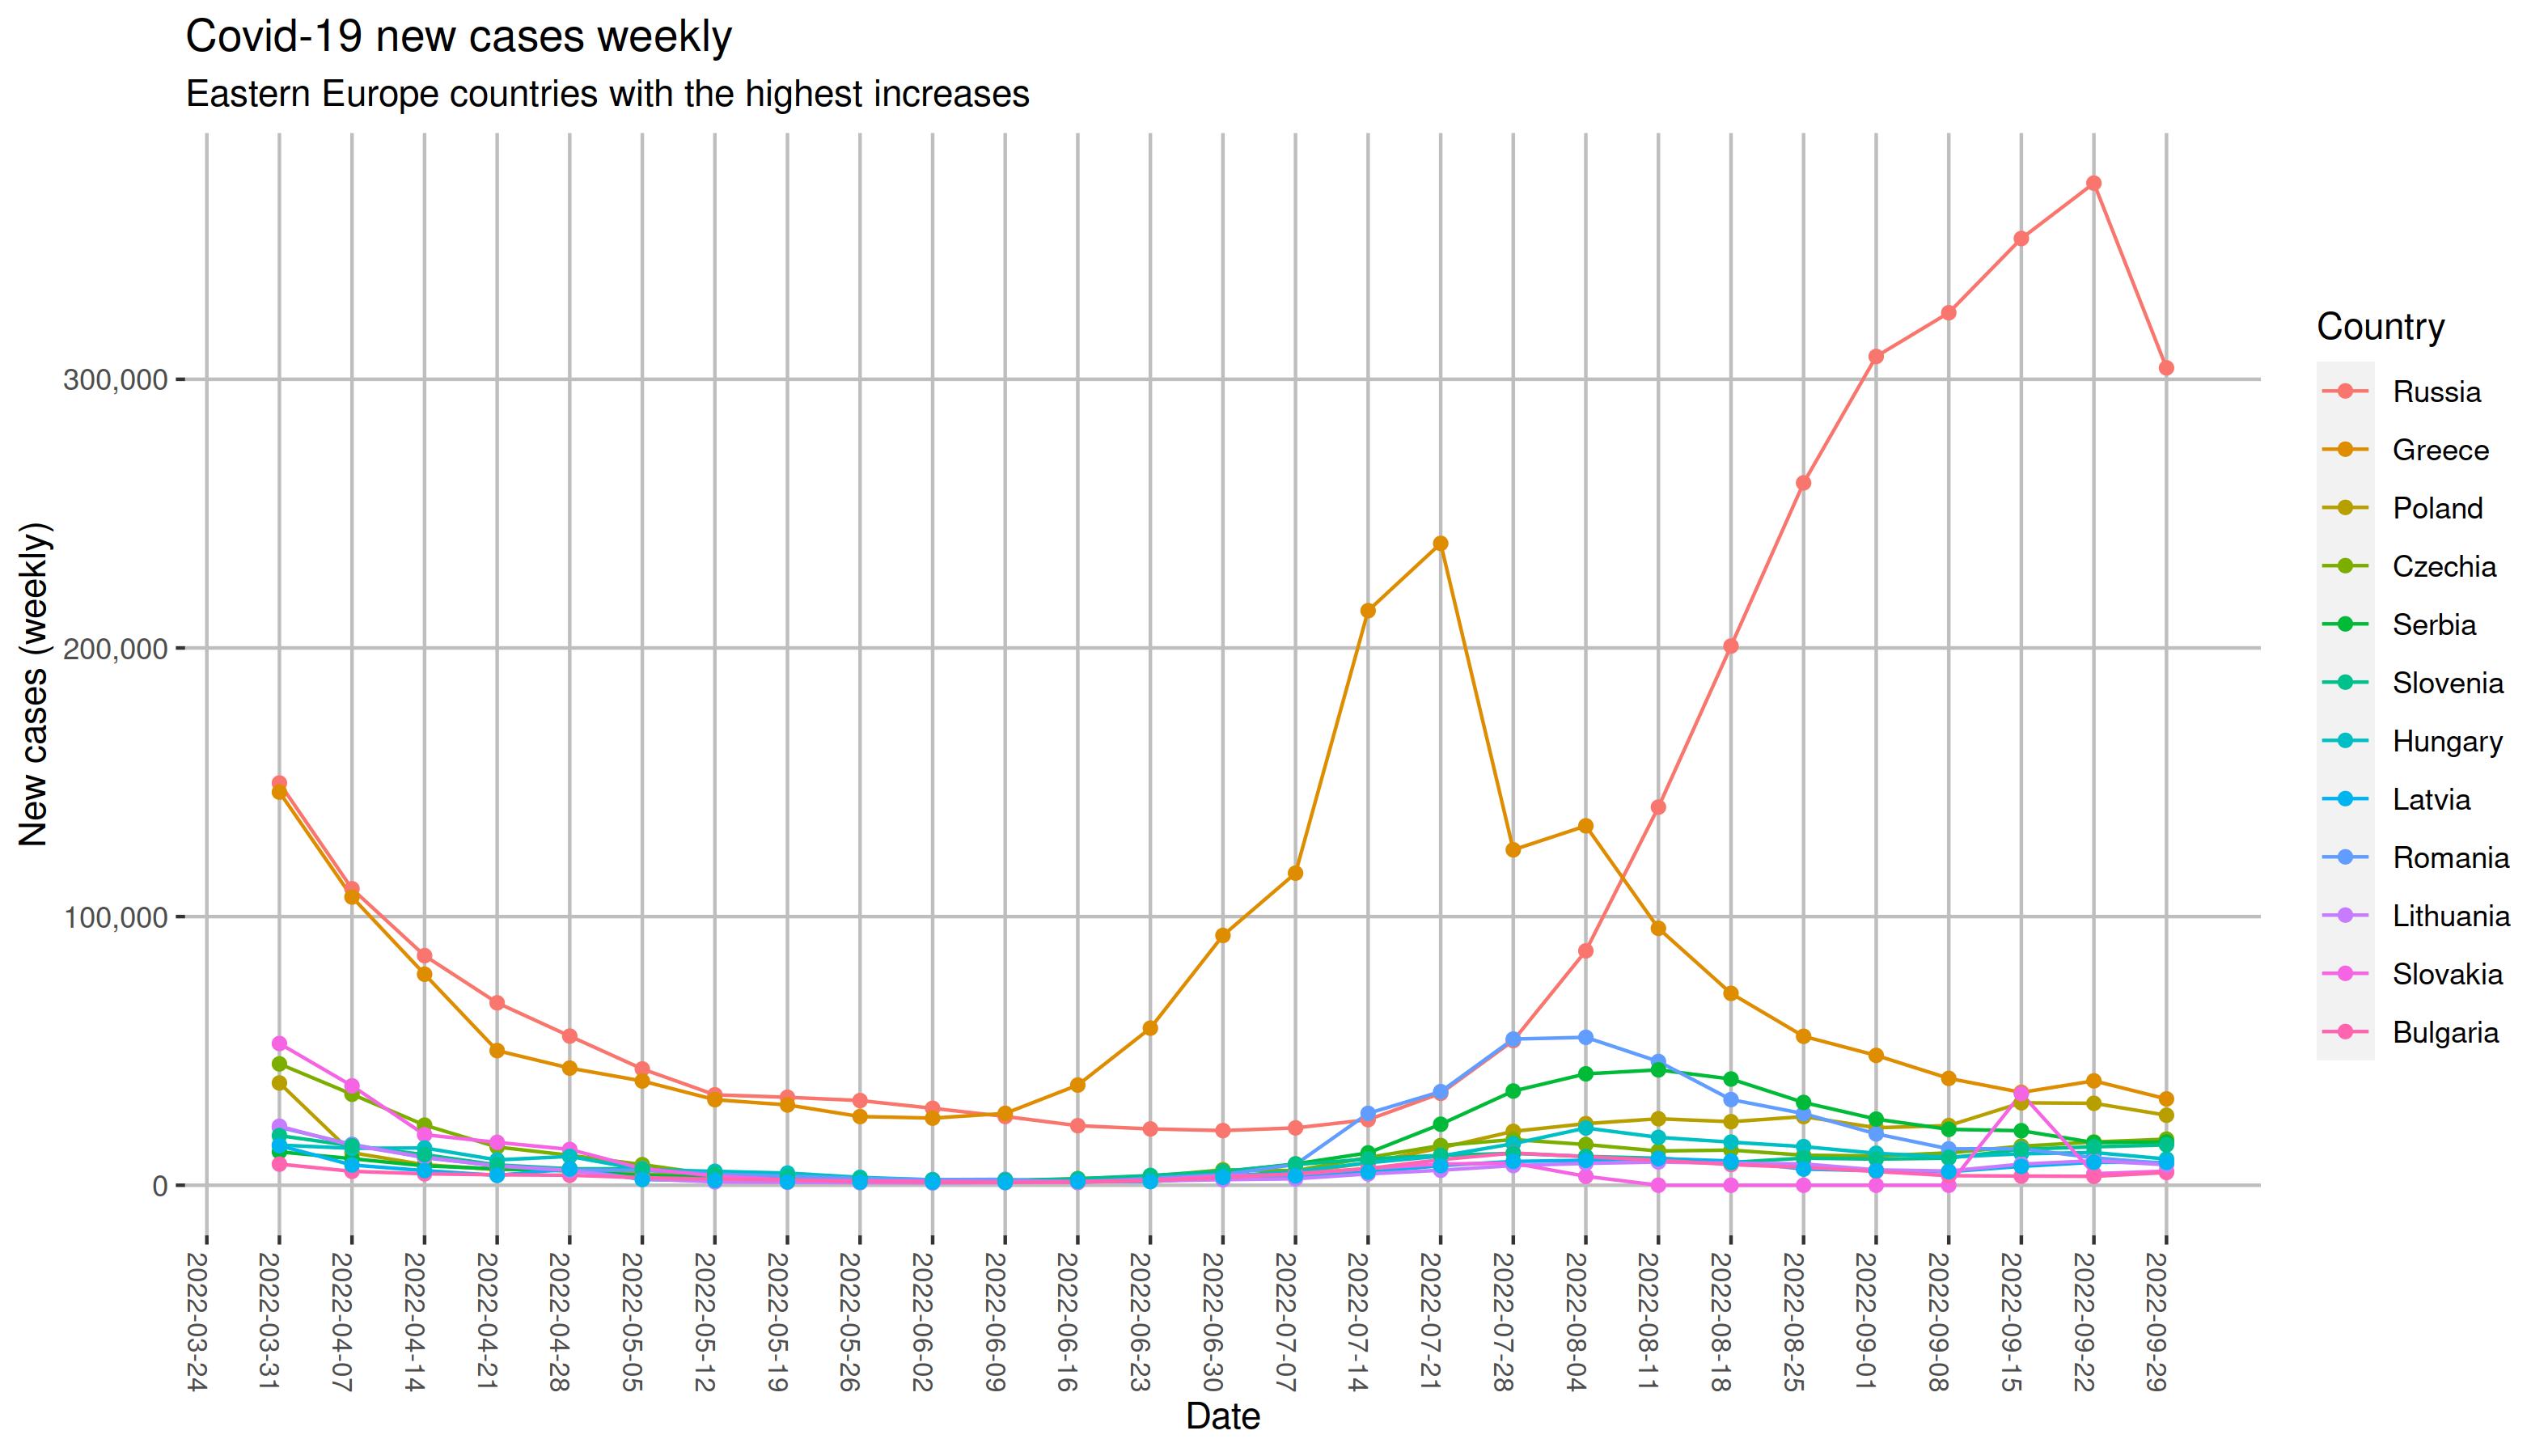 Covid-19 new cases weekly
Eastern Europe countries with the highest increases
New cases (weekly)
300,000
200,000
100,000
0
2022-03-24
2022-03-31
2022-04-07
2022-04-14
2022-04-21
2022-04-28
2022-05-05
2022-05-12
2022-05-19
2022-05-26
2022-06-02
2022-06-09
2022-06-16
2022-06-23
2022-06-30
2022-07-07
2022-07-14
2022-07-21
2022-07-28
2022-08-04
2022-08-11
2022-08-18
2022-08-25
2022-09-01
2022-09-08
2022-09-15
2022-09-22
2022-09-29
Date
Country
Russia
Greece
Poland
Czechia
Serbia
Slovenia
Hungary
Latvia
Romania
Lithuania
Slovakia
Bulgaria